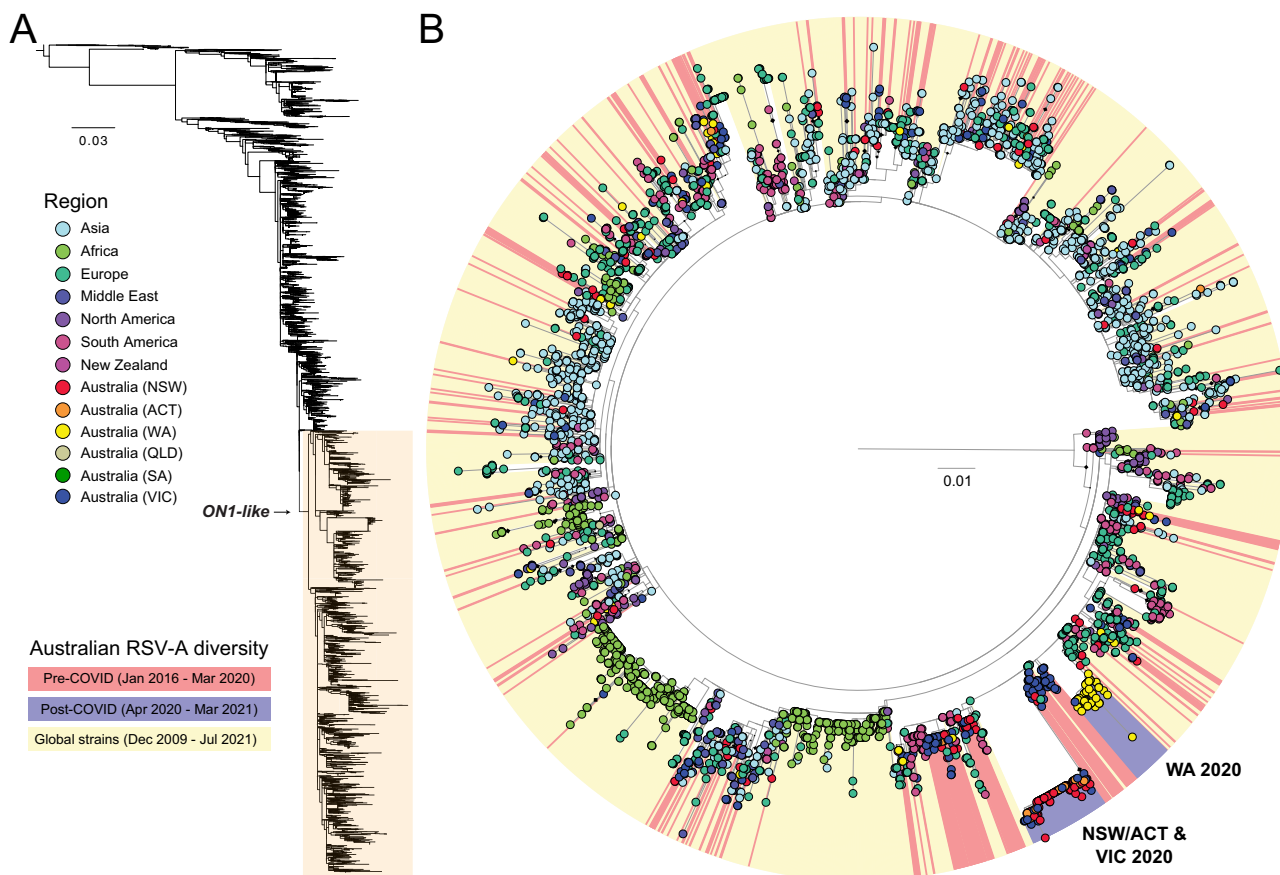 A
B
0.03
Region
Asia
Africa
Europe
Middle East
North America
South America
New Zealand
Australia (NSW)
Australia (ACT)
Australia (WA)
Australia (QLD)
Australia (SA)
Australia (VIC)
ON1-like
0.01
Australian RSV-A diversity
Pre-COVID (Jan 2016 - Mar 2020)
Post-COVID (Apr 2020 - Mar 2021)
Global strains (Dec 2009 - Jul 2021)
WA 2020
NSW/ACT &
VIC 2020